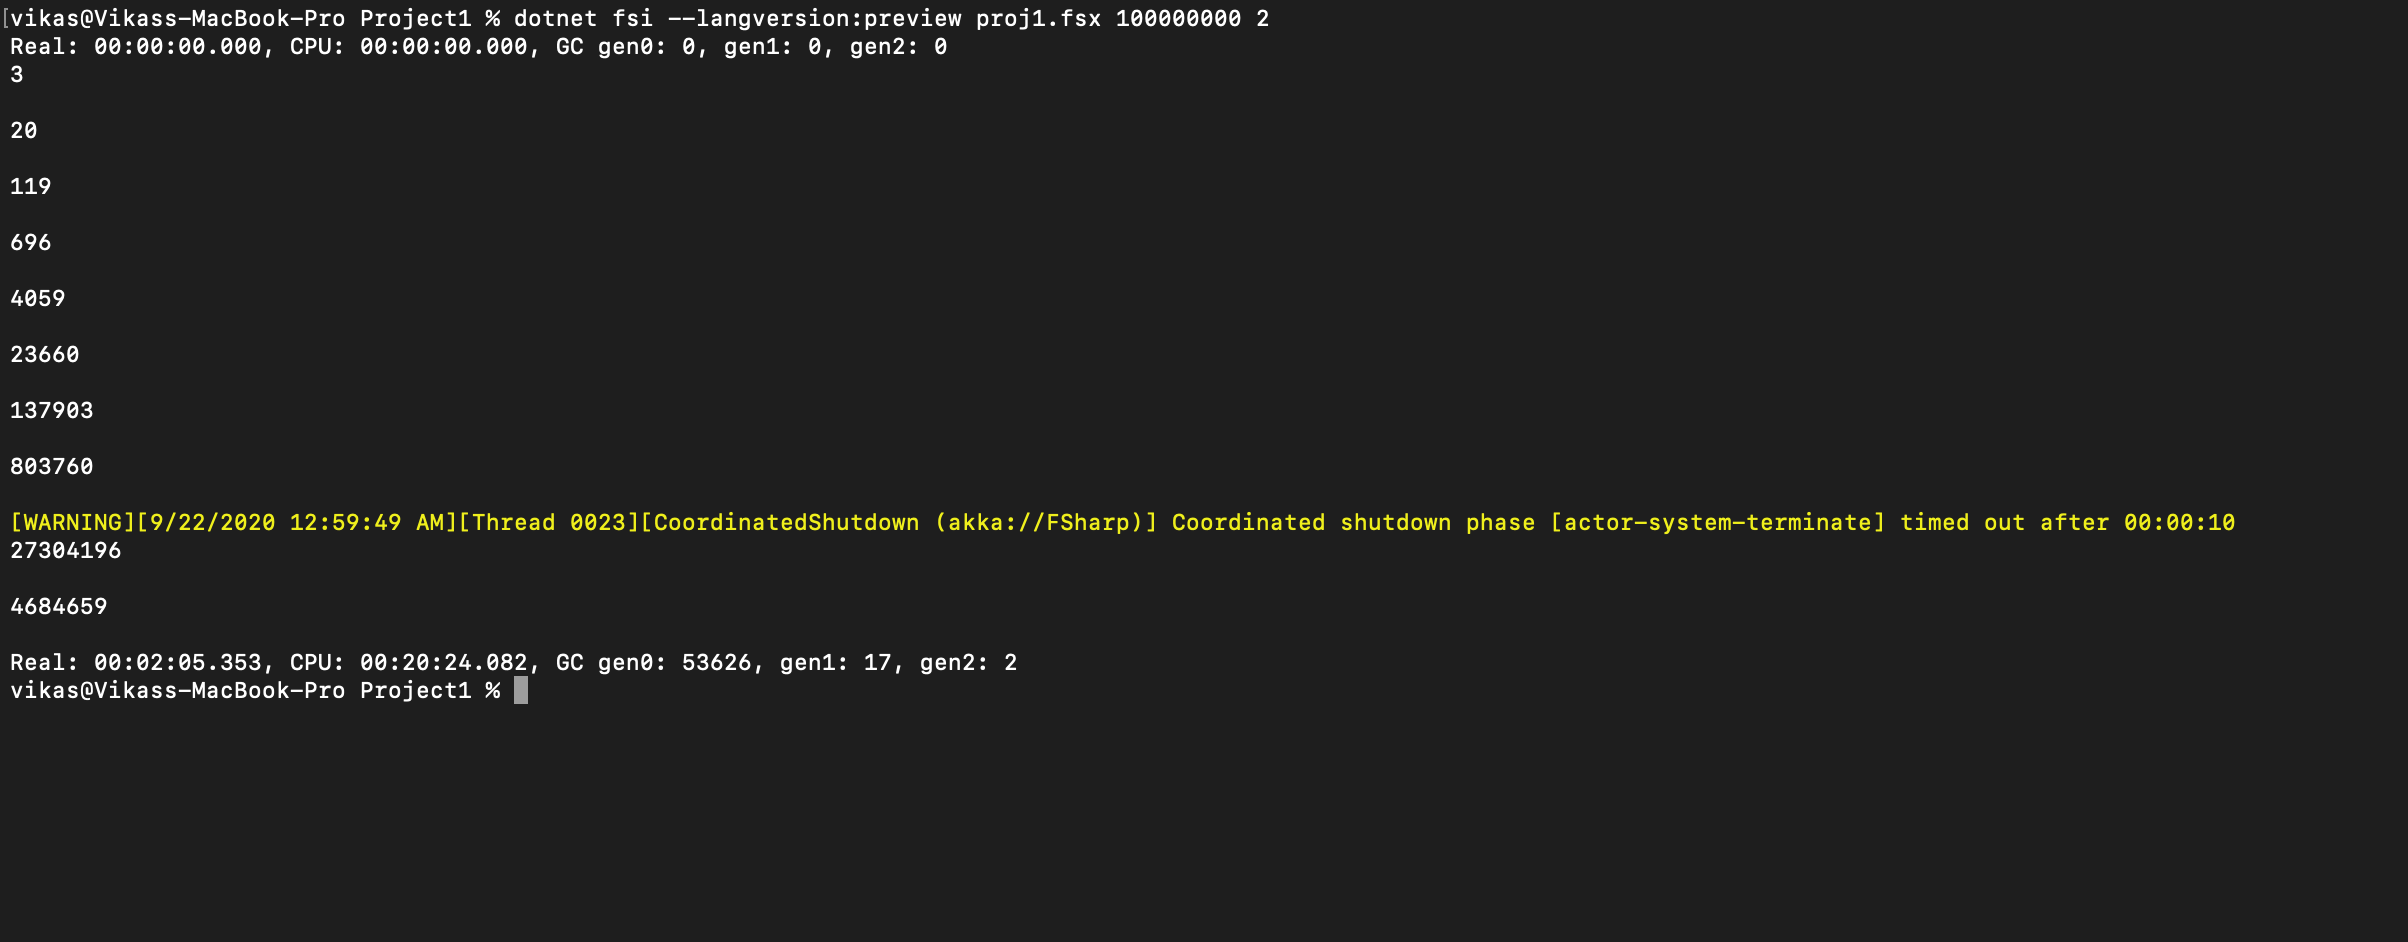 [vikas@Vikass-MacBook-Pro Project1 % dotnet fsi --langversion:preview proj1.fsx 100000000 2
Real: 00:00:00.000, CPU: 00:00:00.000, GC gen0: 0, gen1: 0, gen2: 0
3
20
119
696
4059
23660
137903
803760
[WARNING][9/22/2020 12:59:49 AM][Thread 0023][CoordinatedShutdown (akka://FSharp)] Coordinated shutdown phase [actor-system-terminate] timed out after 00:00:10
27304196
4684659
Real: 00:02:05.353, CPU: 00:20:24.082, GC gen0: 53626, gen1: 17, gen2: 2
vikas@Vikass-MacBook-Pro Project1 %